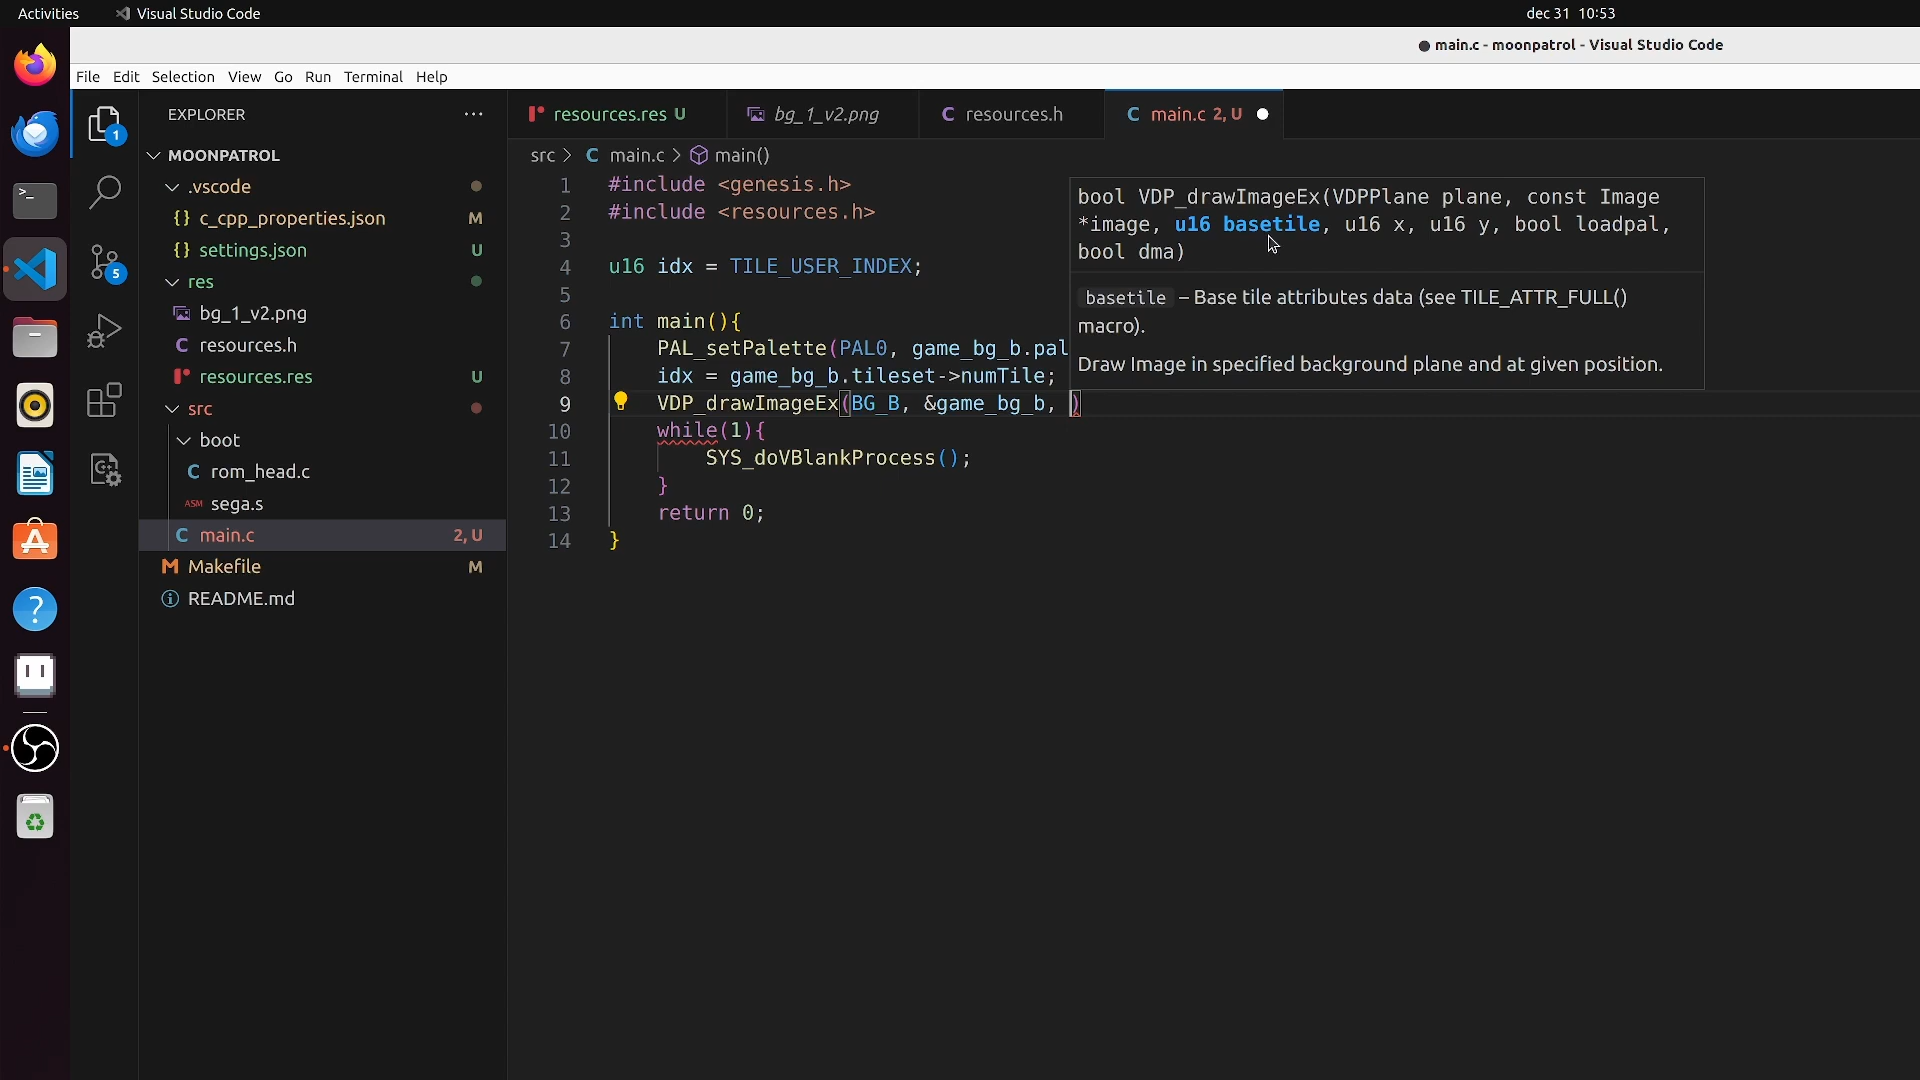 Activities
Visual Studio Code
dec 31 10:53
● main.c - moonpatrol - Visual Studio Code
File Edit Selection View Go Run Terminal Help
EXPLORER ···
resources.res U
bg_1_v2.png
C resources.h
C main.c 2, U ●
1
MOONPATROL
src > C main.c > main()
.vscode
{} c_cpp_properties.json M
{} settings.json U
5
res
bg_1_v2.png
C resources.h
resources.res U
src
boot
C rom_head.c
ASM sega.s
C main.c 2, U
M Makefile M
README.md
1 #include <genesis.h>
2 #include <resources.h>
3
4 u16 idx = TILE_USER_INDEX;
5
6 int main(){
7 PAL_setPalette(PAL0, game_bg_b.pal
8 idx = game_bg_b.tileset->numTile;
9 VDP_drawImageEx(BG_B, &game_bg_b, )
10 while(1){
11 SYS_doVBlankProcess();
12 }
13 return 0;
14 }
bool VDP_drawImageEx(VDPPlane plane, const Image
*image, u16 basetile, u16 x, u16 y, bool loadpal,
bool dma)
basetile – Base tile attributes data (see TILE_ATTR_FULL()
macro).
Draw Image in specified background plane and at given position.